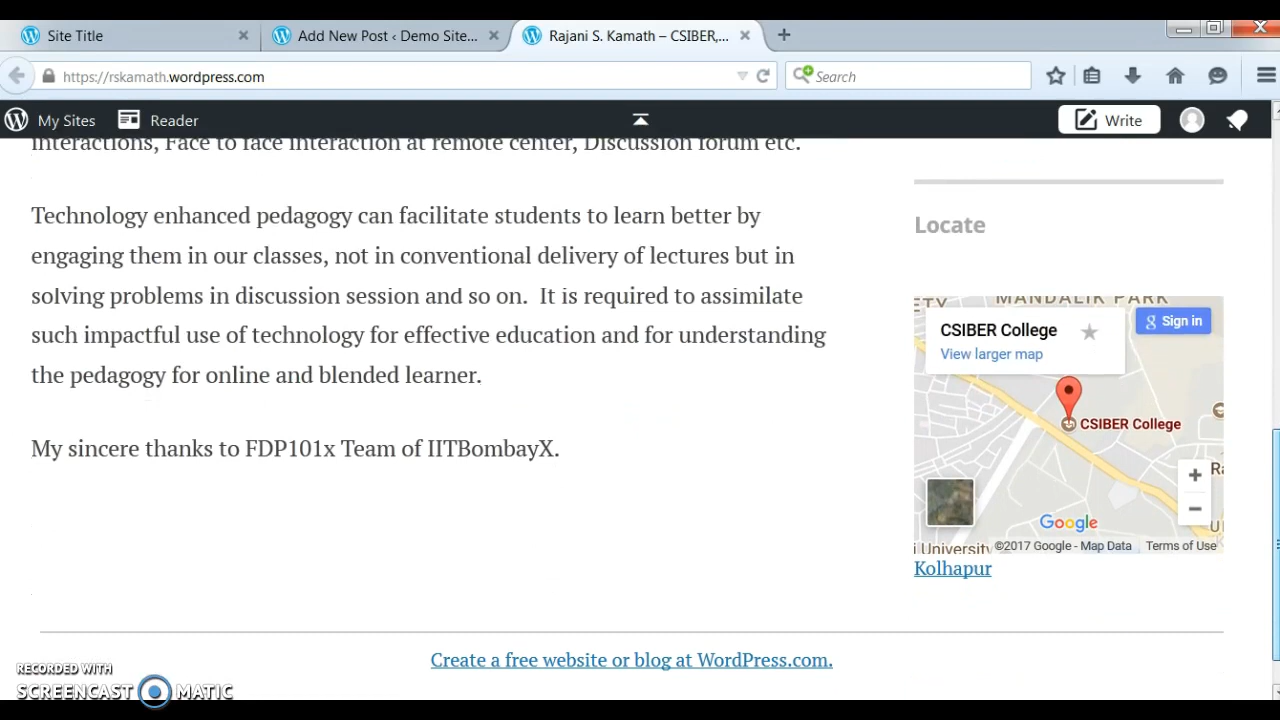 Site Title
Add New Post ‹ Demo Site...
Rajani S. Kamath – CSIBER,...
https://rskamath.wordpress.com
Search
My Sites
Reader
Write
interactions, Face to face interaction at remote center, Discussion forum etc.
Technology enhanced pedagogy can facilitate students to learn better by
engaging them in our classes, not in conventional delivery of lectures but in
solving problems in discussion session and so on.  It is required to assimilate
such impactful use of technology for effective education and for understanding
the pedagogy for online and blended learner.
My sincere thanks to FDP101x Team of IITBombayX.
Locate
MANDALIK PARK
CSIBER College
View larger map
Sign in
CSIBER College
Google
i University
©2017 Google - Map Data
Terms of Use
Kolhapur
Create a free website or blog at WordPress.com.
RECORDED WITH
SCREENCAST MATIC